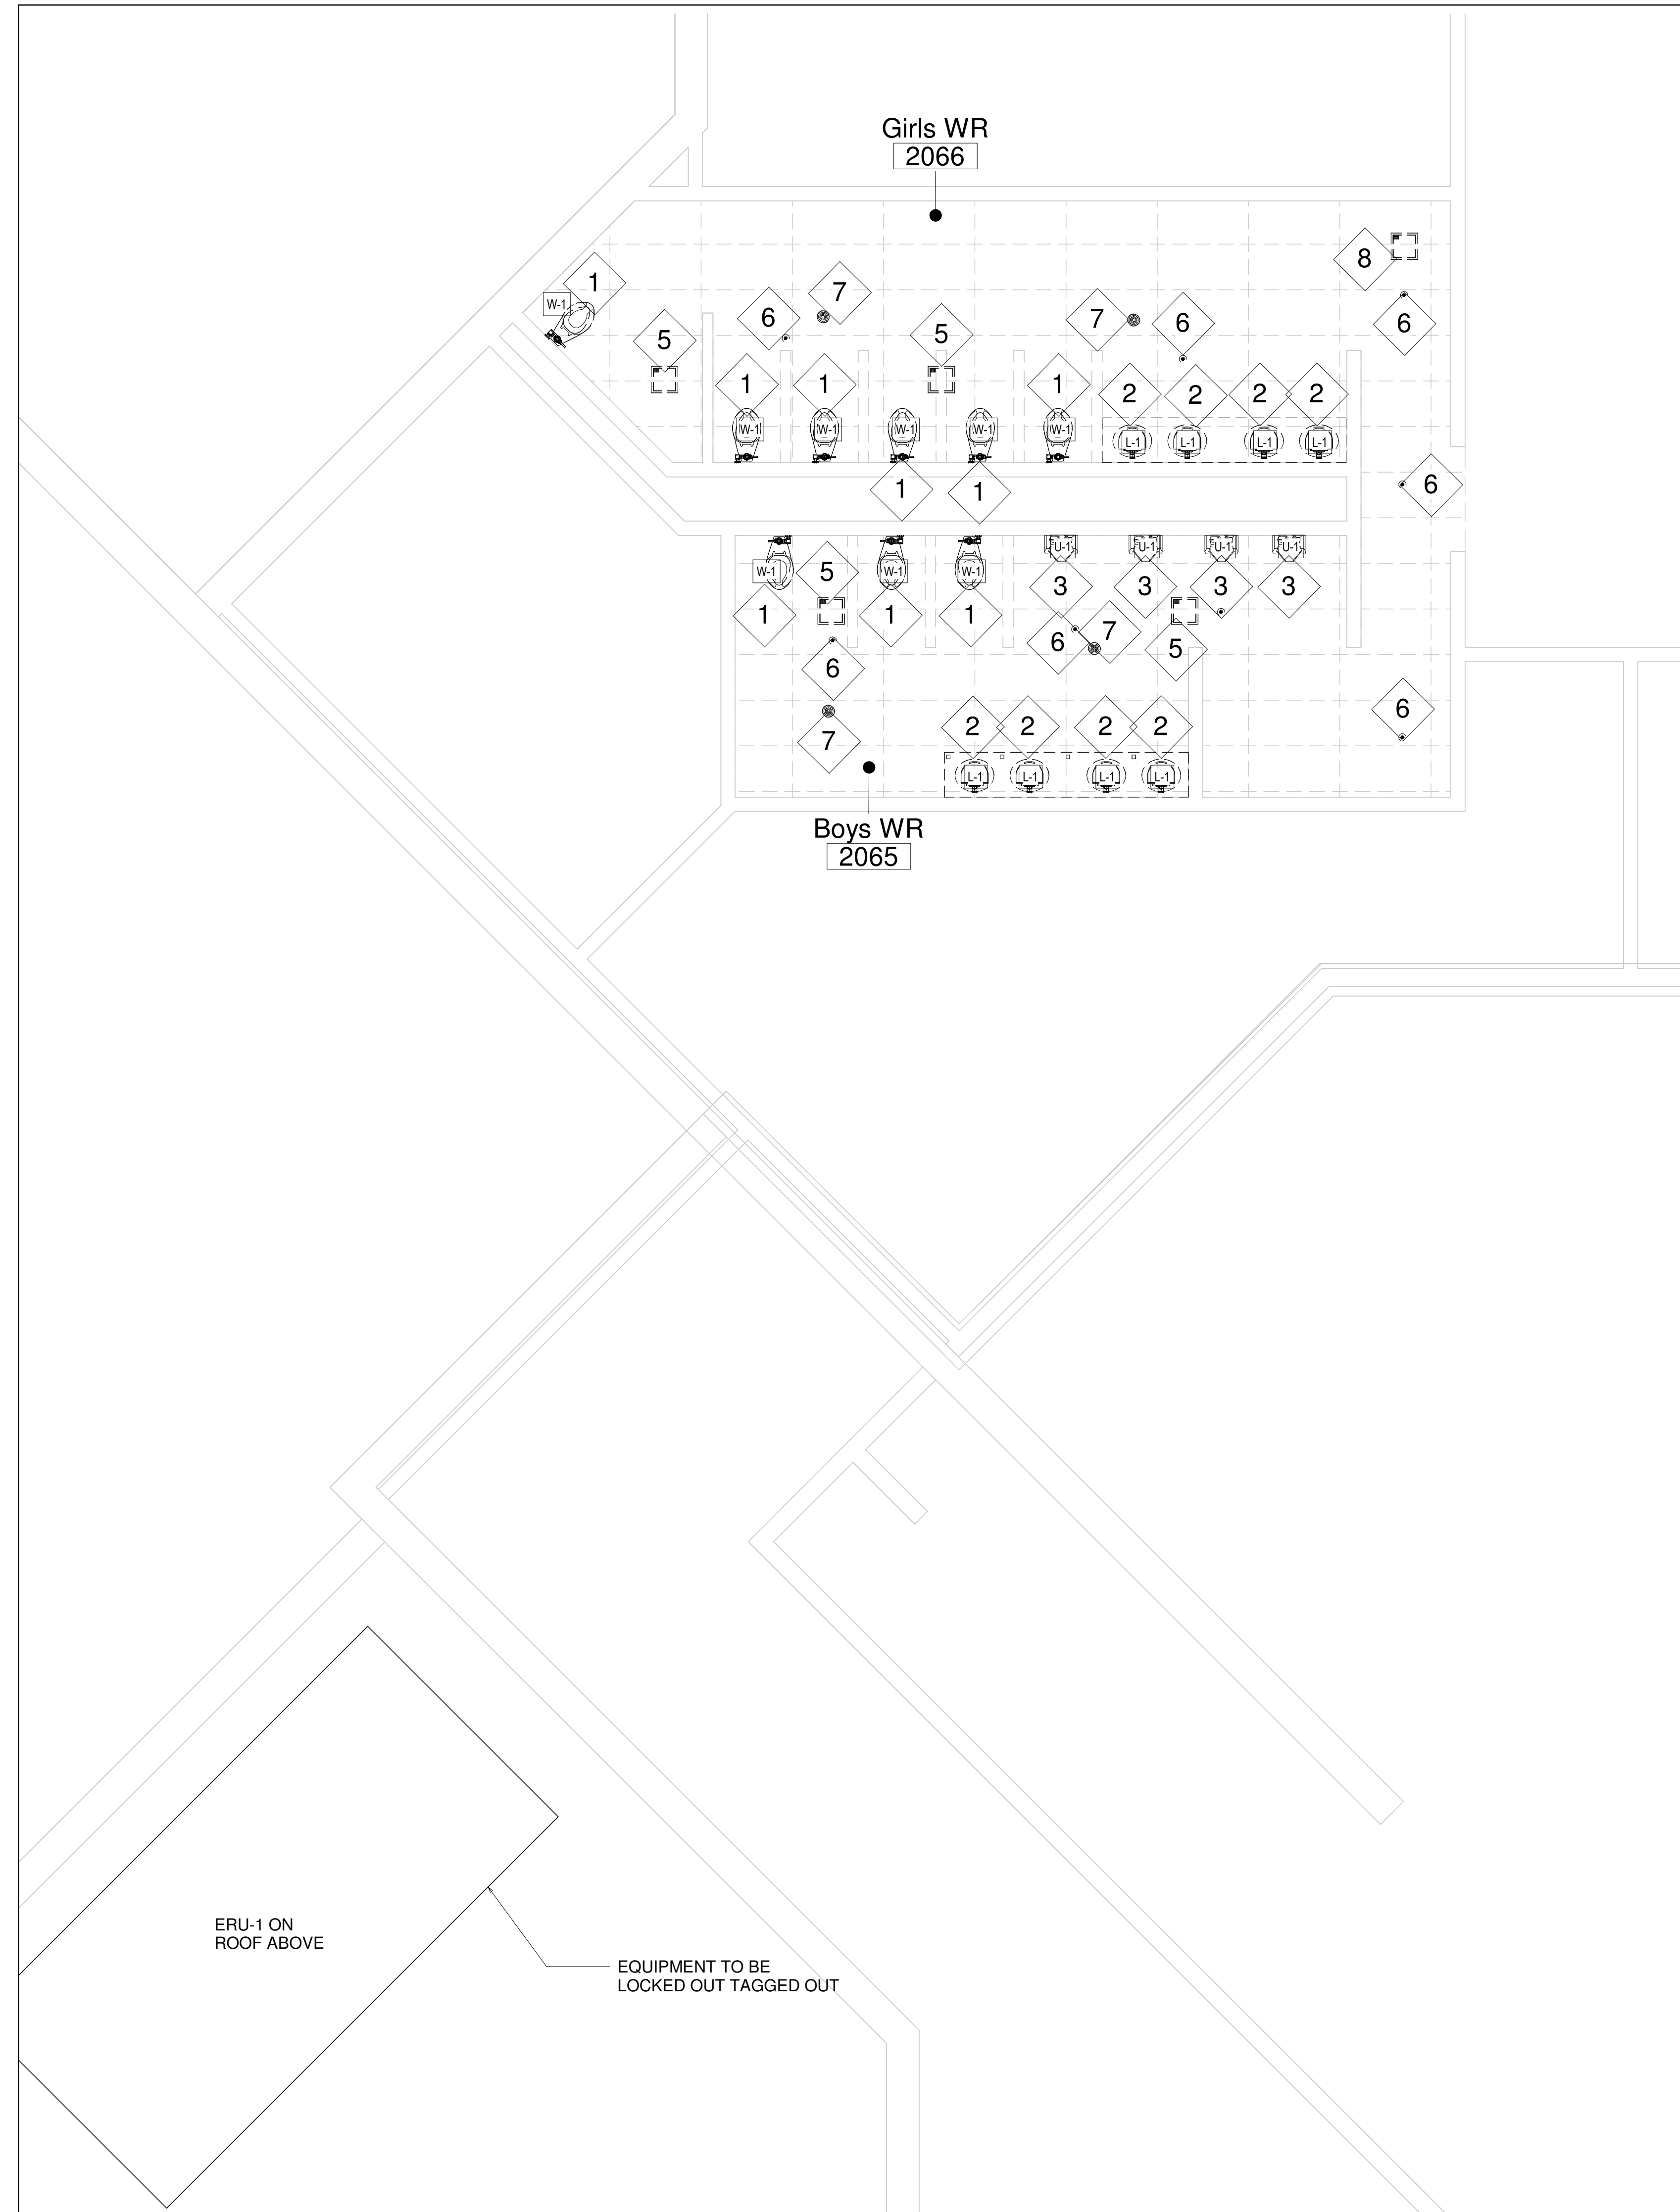 Girls WR
2066
8
1
7
6
7
6
6
W-1
5
5
1
1
1
2
2
2
2
W-1
W-1
W-1
W-1
W-1
L-1
L-1
L-1
L-1
1
1
6
U-1
U-1
U-1
U-1
W-1
5
W-1
W-1
3
3
3
3
1
1
1
6
7
5
6
6
7
2
2
2
2
L-1
L-1
L-1
L-1
Boys WR
2065
ERU-1 ON
ROOF ABOVE
EQUIPMENT TO BE
LOCKED OUT TAGGED OUT